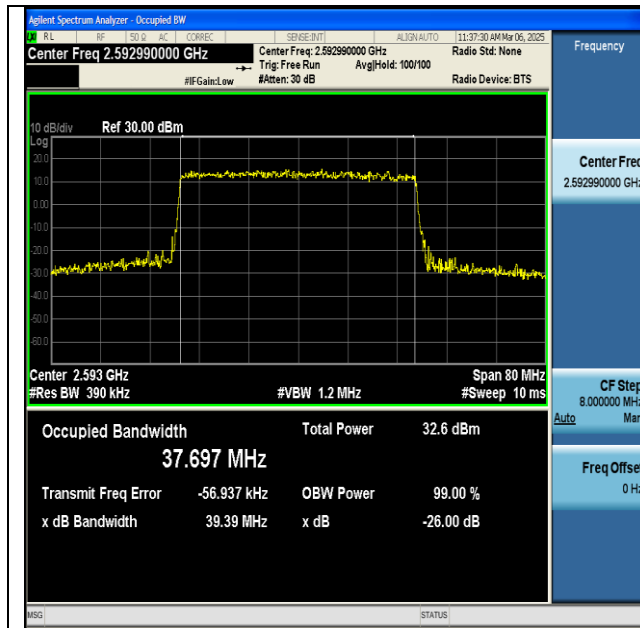 Agilent Spectrum Analyzer - Occupied BW
RL RF 50 Ω AC CORREC SENSE:INT ALIGN AUTO 11:37:30 AM Mar 06, 2025
Center Freq 2.592990000 GHz
Center Freq: 2.592990000 GHz
Radio Std: None
Trig: Free Run Avg|Hold: 100/100
#IFGain:Low
#Atten: 30 dB
Radio Device: BTS
10 dB/div Ref 30.00 dBm
Log
20.0
10.0
0.00
-10.0
-20.0
-30.0
-40.0
-50.0
-60.0
Center 2.593 GHz Span 80 MHz
#Res BW 390 kHz #VBW 1.2 MHz #Sweep 10 ms
Occupied Bandwidth
37.697 MHz
Total Power 32.6 dBm
Transmit Freq Error -56.937 kHz OBW Power 99.00 %
x dB Bandwidth 39.39 MHz x dB -26.00 dB
MSG STATUS
Frequency
Center Freq
2.592990000 GHz
CF Step
8.000000 MHz
Auto Man
Freq Offset
0 Hz